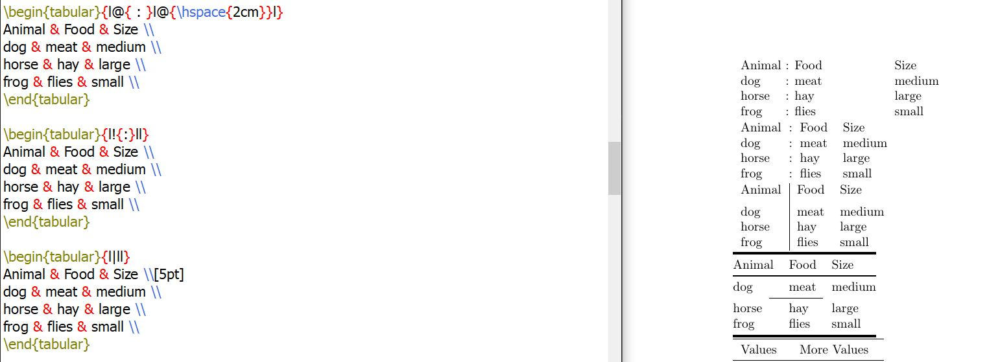 \begin{tabular}{l@{ : }l@{\hspace{2cm}}l}
Animal & Food & Size \\
dog & meat & medium \\
horse & hay & large \\
frog & flies & small \\
\end{tabular}
\begin{tabular}{l!{:}ll}
Animal & Food & Size \\
dog & meat & medium \\
horse & hay & large \\
frog & flies & small \\
\end{tabular}
\begin{tabular}{l|ll}
Animal & Food & Size \\[5pt]
dog & meat & medium \\
horse & hay & large \\
frog & flies & small \\
\end{tabular}
Animal : Food Size
dog : meat medium
horse : hay large
frog : flies small
Animal : Food Size
dog : meat medium
horse : hay large
frog : flies small
Animal Food Size
dog meat medium
horse hay large
frog flies small
Animal Food Size
dog meat medium
horse hay large
frog flies small
Values More Values